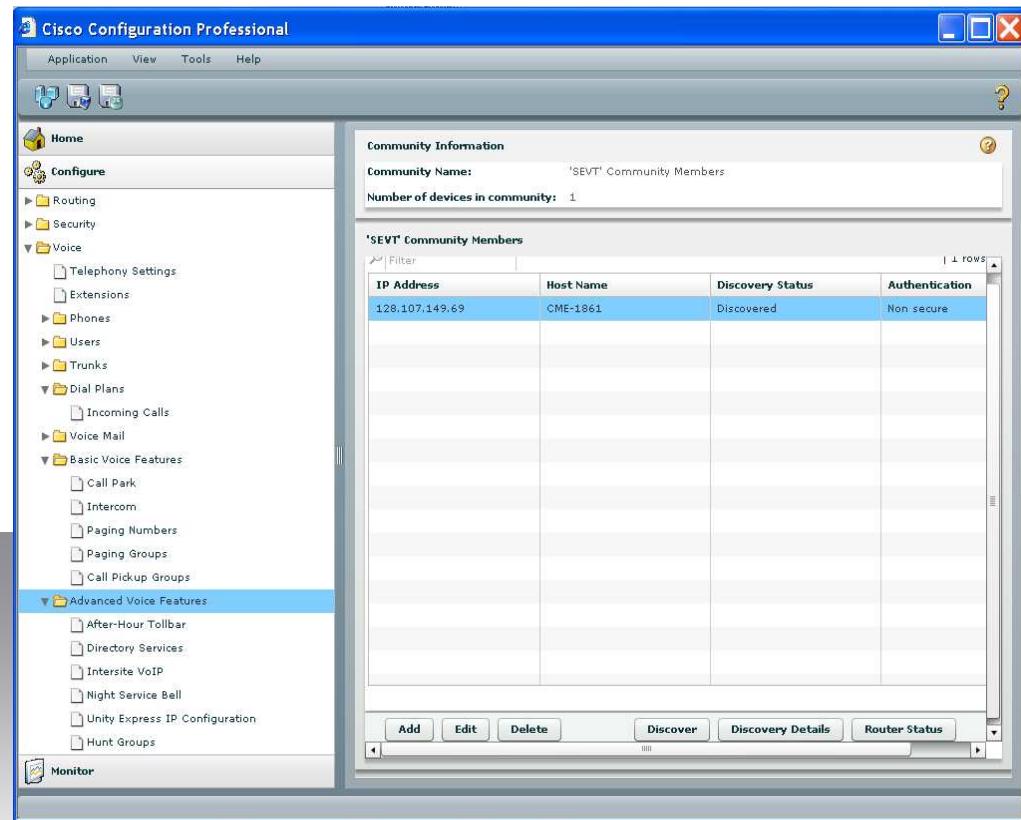 Cisco Configuration Professional
Application View Tools Help
Home
Configure
Routing
Security
Voice
Telephony Settings
Extensions
Phones
Users
Trunks
Dial Plans
Incoming Calls
Voice Mail
Basic Voice Features
Call Park
Intercom
Paging Numbers
Paging Groups
Call Pickup Groups
Advanced Voice Features
After-Hour Tollbar
Directory Services
Intersite VoIP
Night Service Bell
Unity Express IP Configuration
Hunt Groups
Monitor
Community Information
Community Name: 'SEVT' Community Members
Number of devices in community: 1
'SEVT' Community Members
Filter | 1 rows
IP Address Host Name Discovery Status Authentication
128.107.149.69 CME-1861 Discovered Non secure
Add Edit Delete Discover Discovery Details Router Status